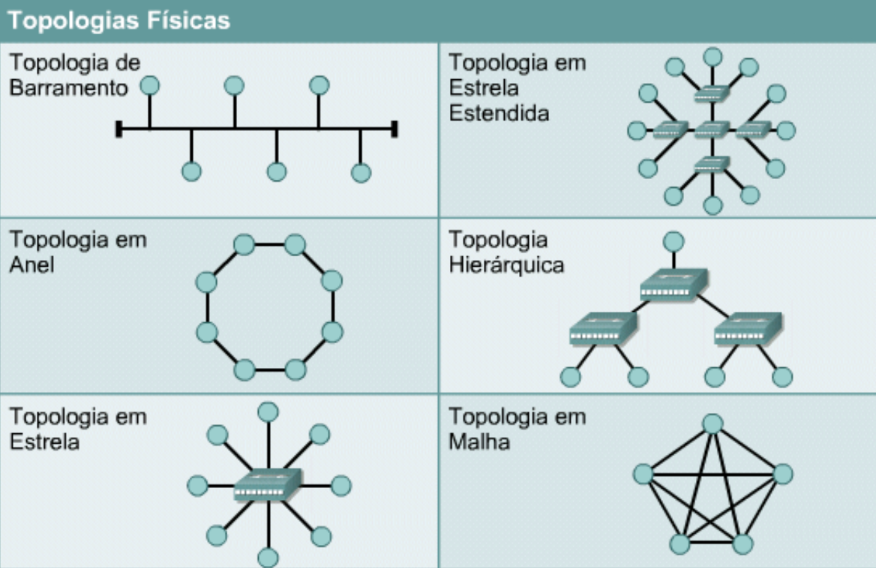 Topologias Físicas
Topologia de
Barramento
Topologia em
Estrela
Estendida
Topologia em
Anel
Topologia
Hierárquica
Topologia em
Estrela
Topologia em
Malha